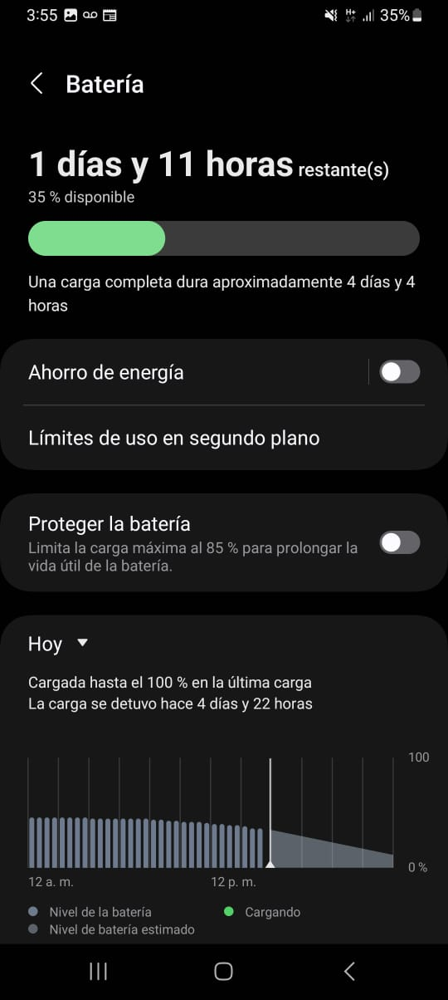 3:55 H+ 35%
Batería
1 días y 11 horas restante(s)
35 % disponible
Una carga completa dura aproximadamente 4 días y 4
horas
Ahorro de energía
Límites de uso en segundo plano
Proteger la batería
Limita la carga máxima al 85 % para prolongar la
vida útil de la batería.
Hoy
Cargada hasta el 100 % en la última carga
La carga se detuvo hace 4 días y 22 horas
100
0 %
12 a. m. 12 p. m.
Nivel de la batería Cargando
Nivel de batería estimado